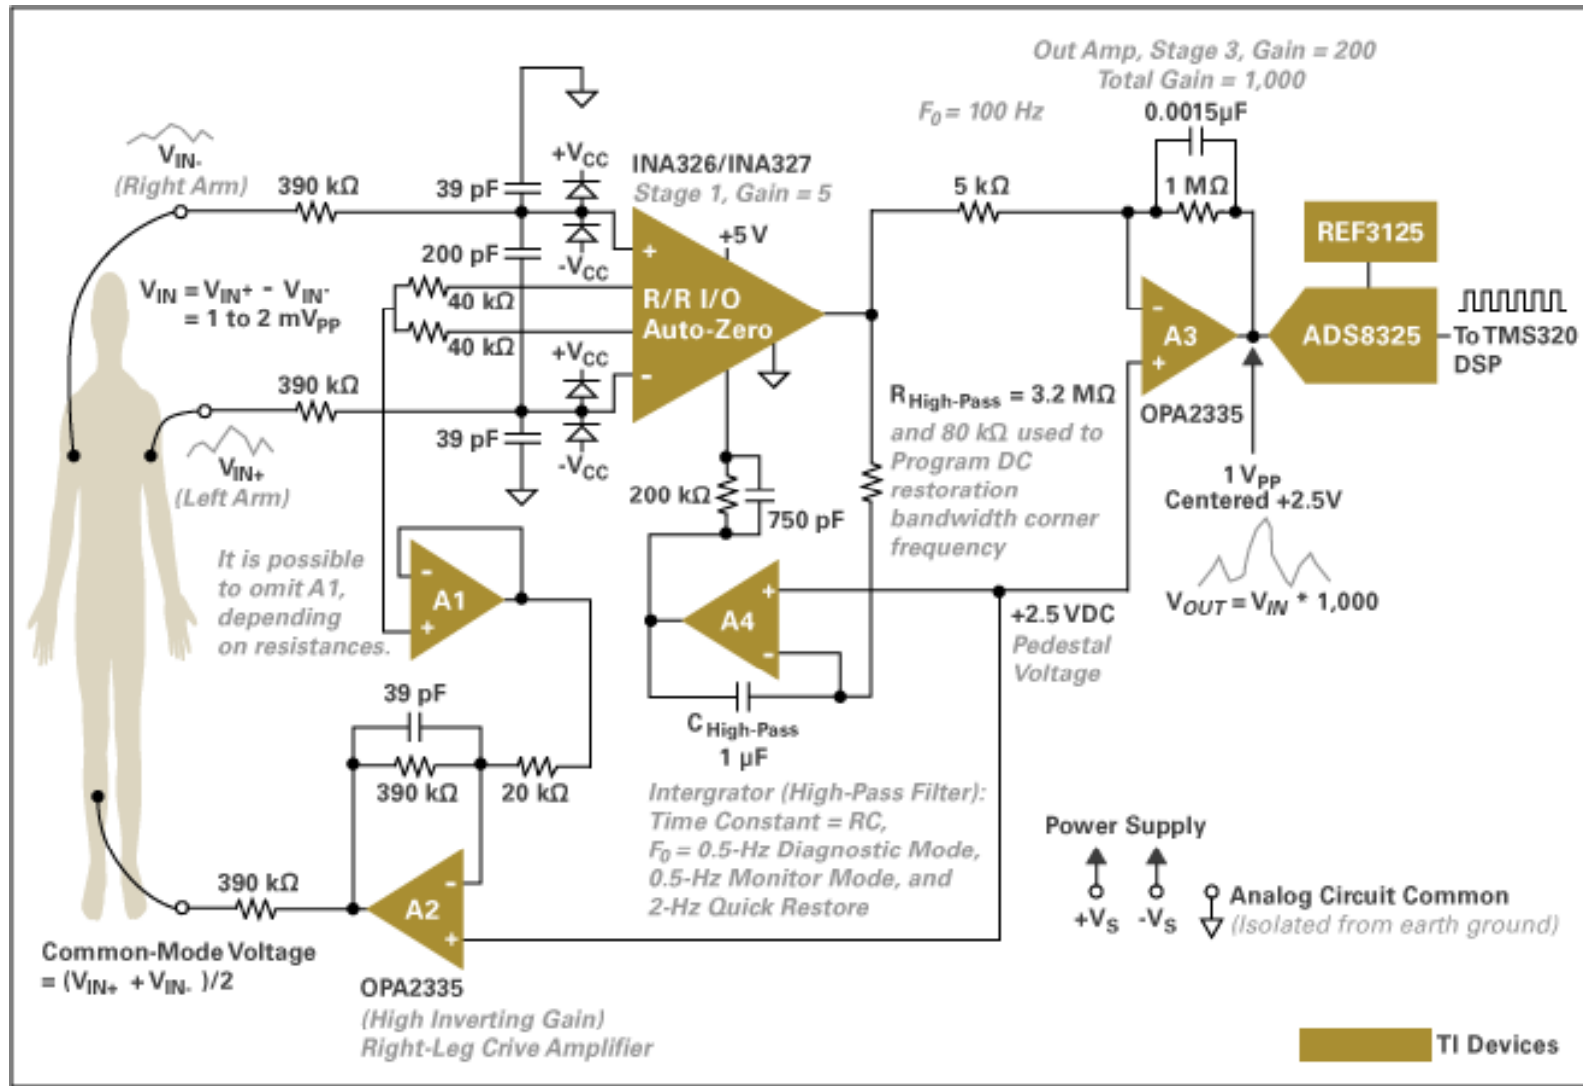 Out Amp, Stage 3, Gain = 200
Total Gain = 1,000
F0 = 100 Hz
0.0015µF
1 MΩ
5 kΩ
VIN-
(Right Arm)
390 kΩ
39 pF
+VCC
-VCC
INA326/INA327
Stage 1, Gain = 5
+5 V
200 pF
VIN = VIN+ - VIN-
= 1 to 2 mVPP
40 kΩ
40 kΩ
+
R/R I/O
Auto-Zero
-
REF3125
ADS8325
To TMS320
DSP
-
A3
+
OPA2335
390 kΩ
39 pF
+VCC
-VCC
VIN+
(Left Arm)
RHigh-Pass = 3.2 MΩ
and 80 kΩ used to
Program DC
restoration
bandwidth corner
frequency
1 VPP
Centered +2.5V
VOUT = VIN * 1,000
200 kΩ
750 pF
It is possible
to omit A1,
depending
on resistances.
-
A1
+
+
A4
-
+2.5 VDC
Pedestal
Voltage
CHigh-Pass
1 µF
39 pF
390 kΩ
20 kΩ
Intergrator (High-Pass Filter):
Time Constant = RC,
F0 = 0.5-Hz Diagnostic Mode,
0.5-Hz Monitor Mode, and
2-Hz Quick Restore
390 kΩ
-
A2
+
Common-Mode Voltage
= (VIN+ + VIN- )/2
OPA2335
(High Inverting Gain)
Right-Leg Crive Amplifier
Power Supply
+VS
-VS
Analog Circuit Common
(Isolated from earth ground)
TI Devices